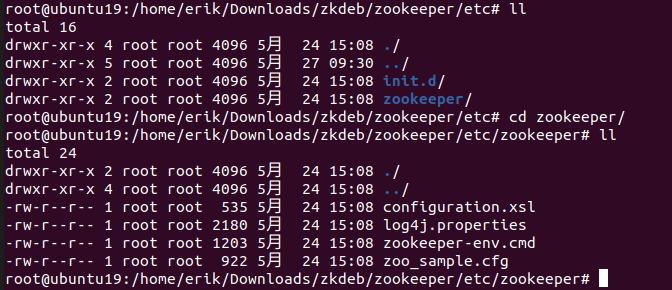 root@ubuntu19:/home/erik/Downloads/zkdeb/zookeeper/etc# ll
total 16
drwxr-xr-x 4 root root 4096 5月  24 15:08 ./
drwxr-xr-x 5 root root 4096 5月  27 09:30 ../
drwxr-xr-x 2 root root 4096 5月  24 15:08 init.d/
drwxr-xr-x 2 root root 4096 5月  24 15:08 zookeeper/
root@ubuntu19:/home/erik/Downloads/zkdeb/zookeeper/etc# cd zookeeper/
root@ubuntu19:/home/erik/Downloads/zkdeb/zookeeper/etc/zookeeper# ll
total 24
drwxr-xr-x 2 root root 4096 5月  24 15:08 ./
drwxr-xr-x 4 root root 4096 5月  24 15:08 ../
-rw-r--r-- 1 root root  535 5月  24 15:08 configuration.xsl
-rw-r--r-- 1 root root 2180 5月  24 15:08 log4j.properties
-rw-r--r-- 1 root root 1203 5月  24 15:08 zookeeper-env.cmd
-rw-r--r-- 1 root root  922 5月  24 15:08 zoo_sample.cfg
root@ubuntu19:/home/erik/Downloads/zkdeb/zookeeper/etc/zookeeper#